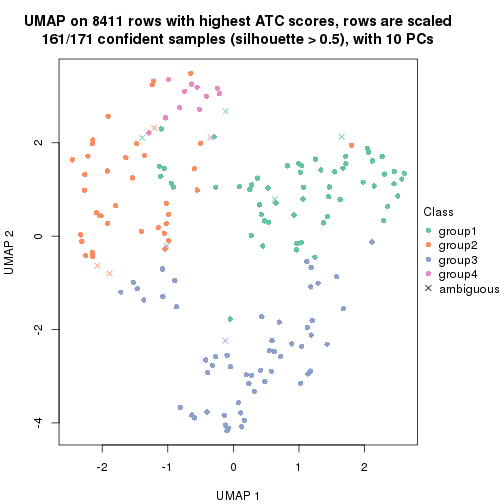 UMAP on 8411 rows with highest ATC scores, rows are scaled
161/171 confident samples (silhouette > 0.5), with 10 PCs
2
0
-2
-4
UMAP 2
-2
-1
0
1
2
UMAP 1
Class
group1
group2
group3
group4
ambiguous